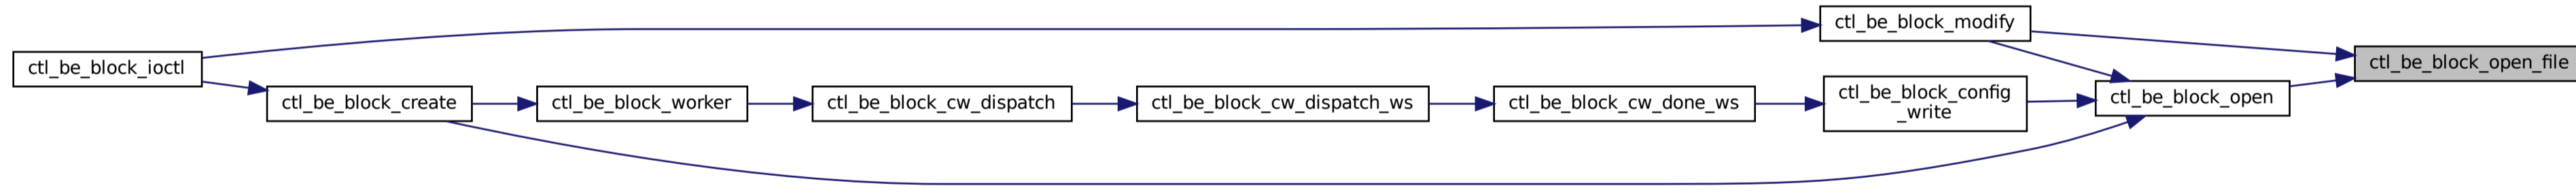 ctl_be_block_modify
ctl_be_block_open_file
ctl_be_block_ioctl
ctl_be_block_create
ctl_be_block_worker
ctl_be_block_cw_dispatch
ctl_be_block_cw_dispatch_ws
ctl_be_block_cw_done_ws
ctl_be_block_config
_write
ctl_be_block_open